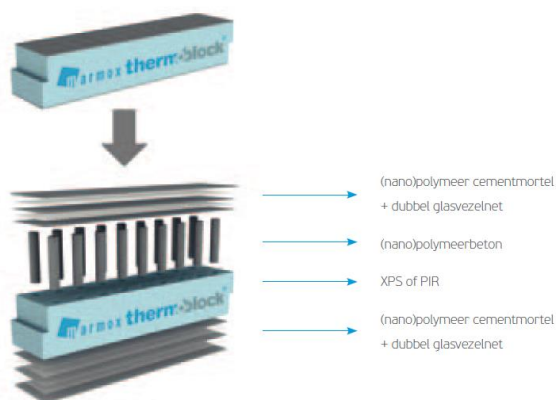 marmox thermoblock
(nano)polymeer cementmortel
+ dubbel glasvezelnet
(nano)polymeerbeton
XPS of PIR
marmox thermoblock
(nano)polymeer cementmortel
+ dubbel glasvezelnet